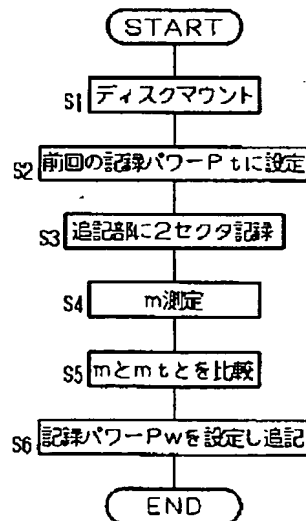 START
S1 ディスクマウント
S2 前回の記録パワーPtに設定
S3 追記部に2セクタ記録
S4 m測定
S5 mとmtとを比較
S6 記録パワーPwを設定し追記
END